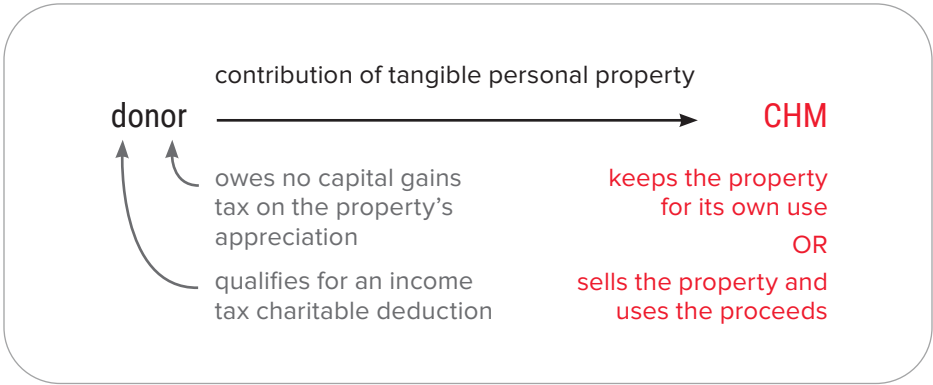 contribution of tangible personal property
donor
CHM
owes no capital gains
tax on the property’s
appreciation
qualifies for an income
tax charitable deduction
keeps the property
for its own use
OR
sells the property and
uses the proceeds